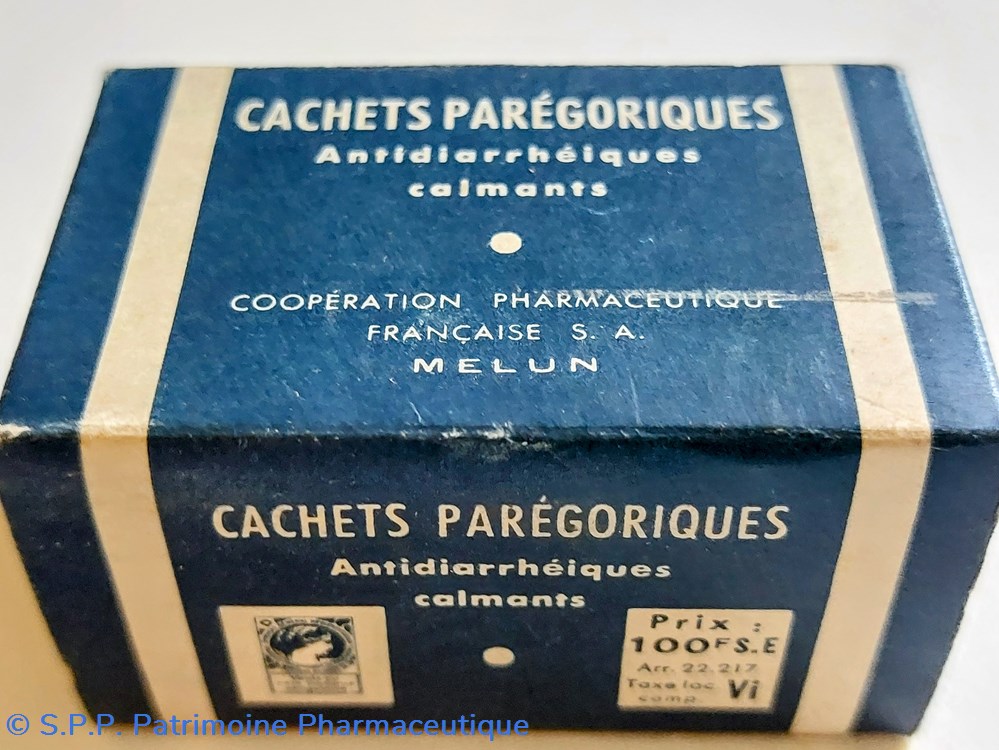 CACHETS PARÉGORIQUES
Antidiarrhéiques
calmants
COOPÉRATION PHARMACEUTIQUE
FRANÇAISE S. A.
MELUN
CACHETS PARÉGORIQUES
Antidiarrhéiques
calmants
Prix :
100F S.E
Arr. 22.217
Taxe loc
comp. Vi
© S.P.P. Patrimoine Pharmaceutique